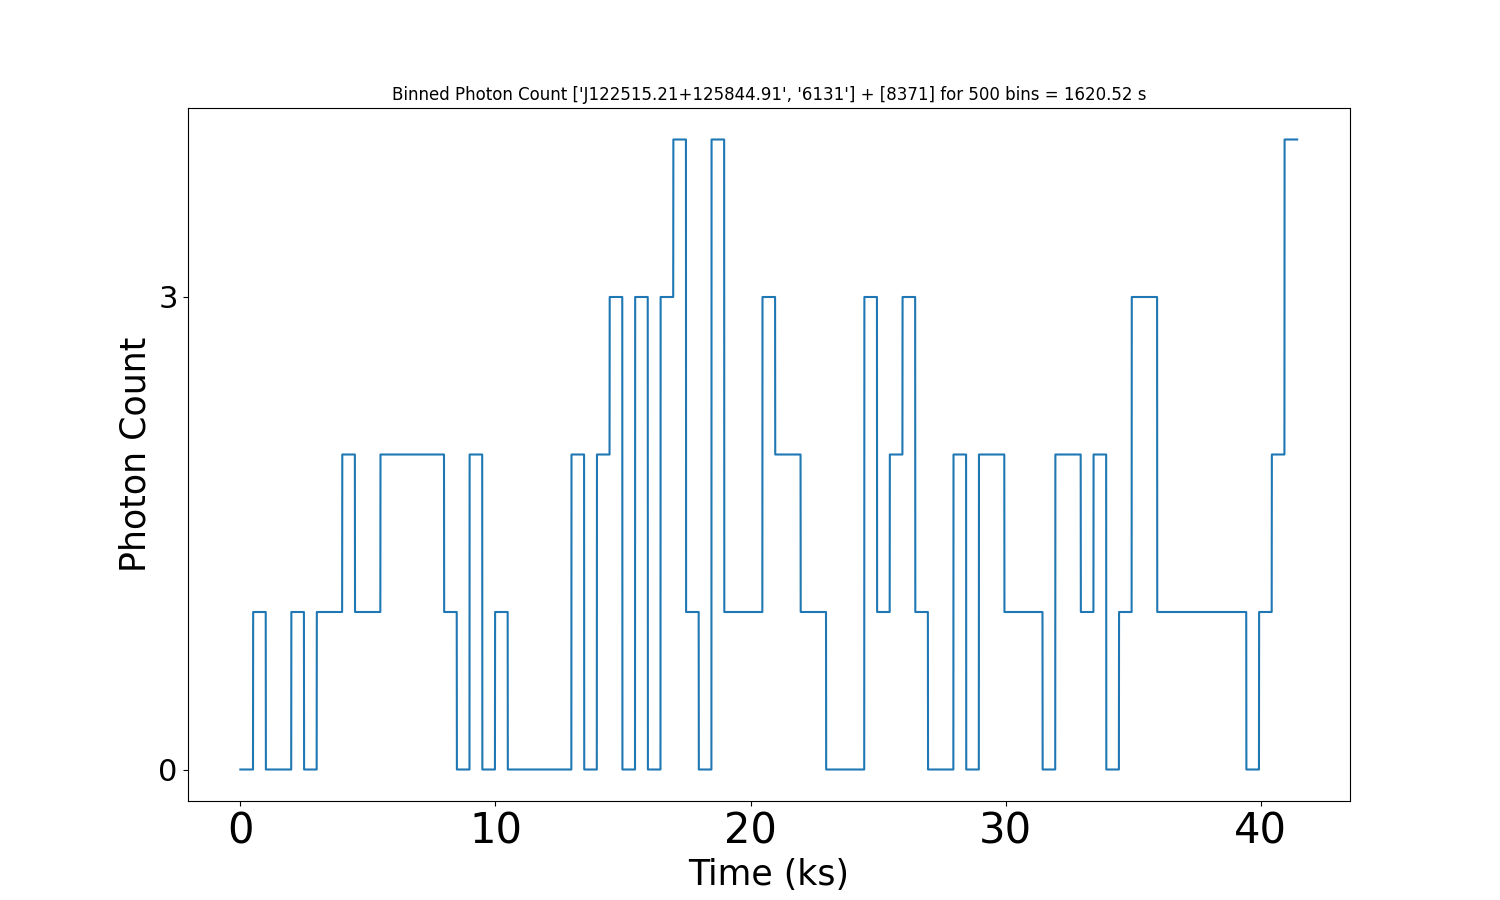 Binned Photon Count ['J122515.21+125844.91', '6131'] + [8371] for 500 bins = 1620.52 s
Photon Count
3
0
0 10 20 30 40
Time (ks)